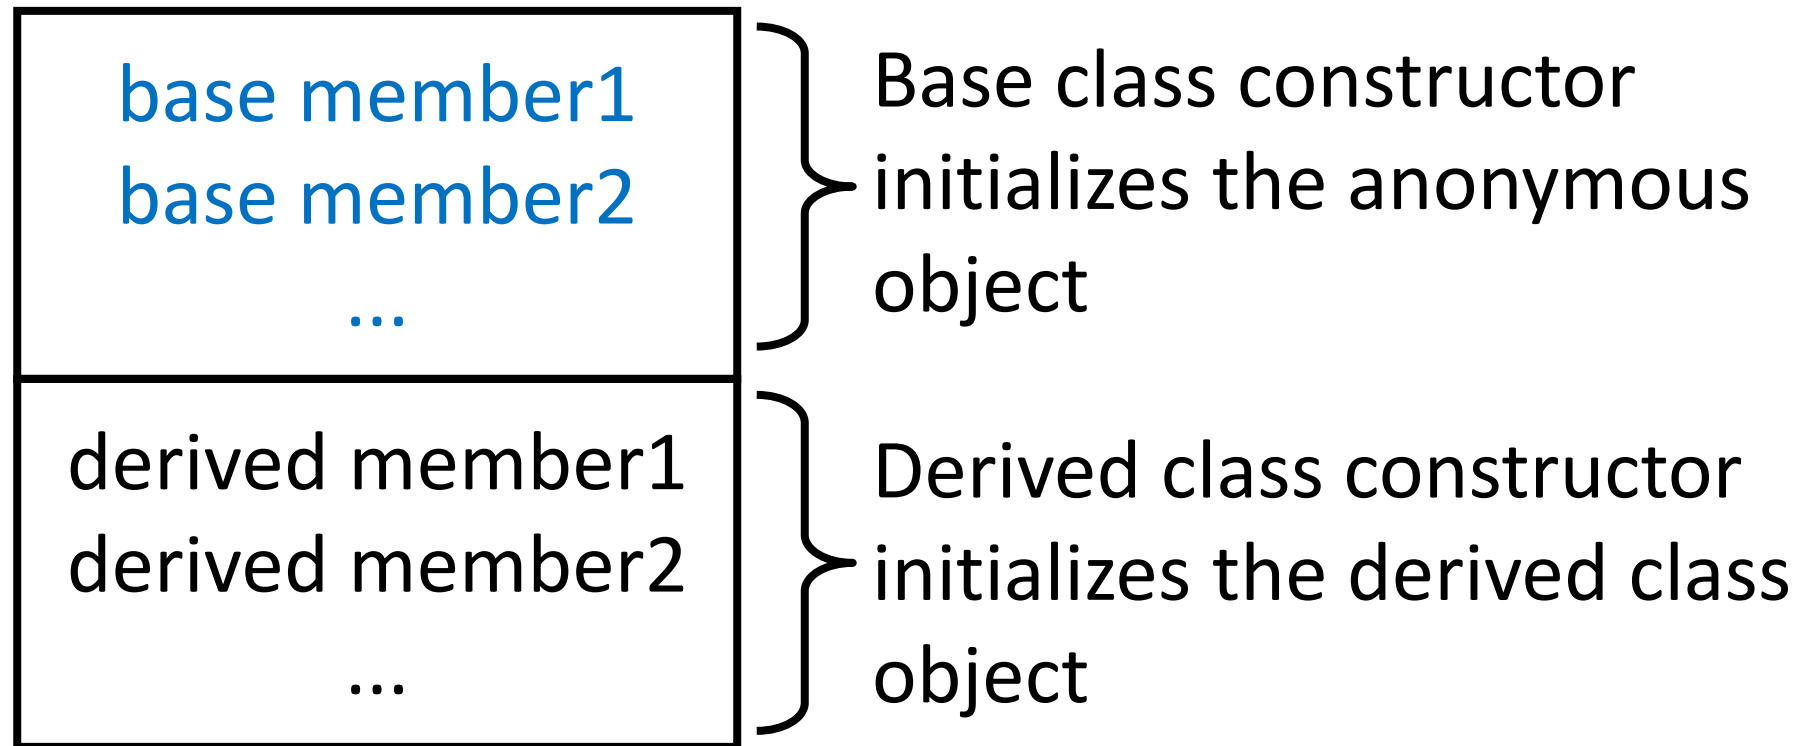 base member1
base member2
...
Base class constructor
initializes the anonymous
object
derived member1
derived member2
...
Derived class constructor
initializes the derived class
object